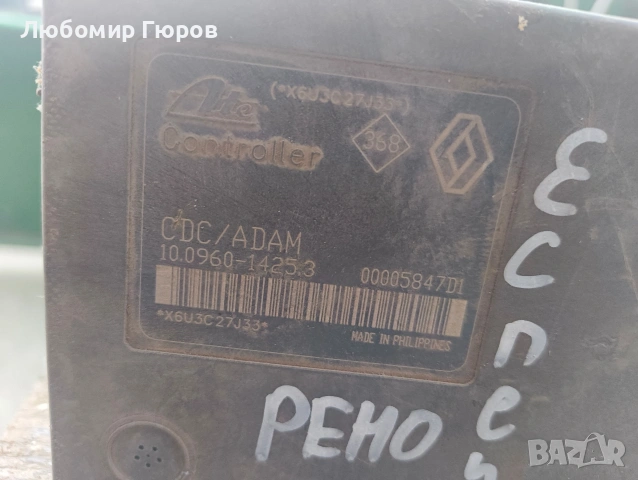 Любомир Гюров
(*X6U3C27J33*)
Ate
Controller
368
CDC/ADAM
10.0960-1425.3
00005847D1
*X6U3C27J33*
MADE IN PHILIPPINES
РЕНО
ЕСпей
BAZAR